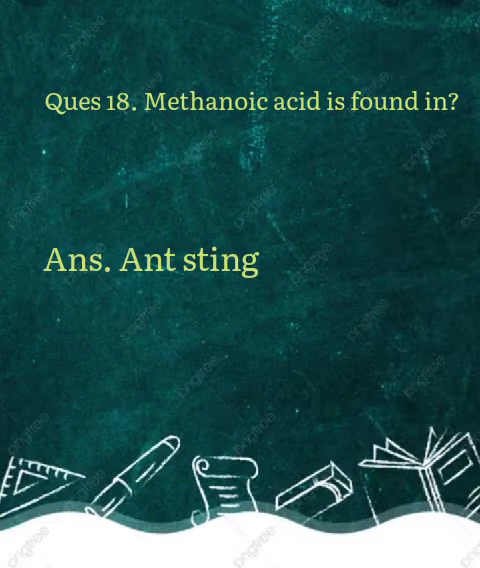 Ques 18. Methanoic acid is found in?
Ans. Ant sting